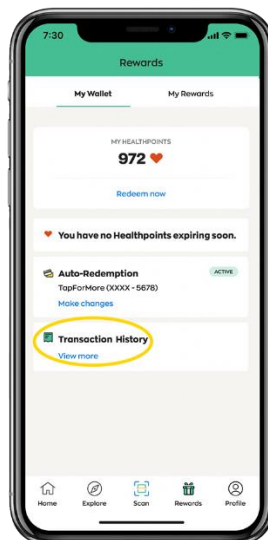 7:30
Rewards
My Wallet
My Rewards
MY HEALTHPOINTS
972
Redeem now
You have no Healthpoints expiring soon.
Auto-Redemption
ACTIVE
TapForMore (XXXX - 5678)
Make changes
Transaction History
View more
Home
Explore
Scan
Rewards
Profile